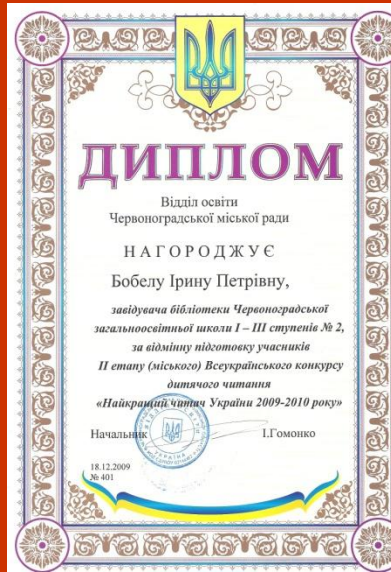 ДИПЛОМ
Відділ освіти
Червоноградської міської ради
НАГОРОДЖУЄ
Бобелу Ірину Петрівну,
завідувача бібліотеки Червоноградської
загальноосвітньої школи І – ІІІ ступенів № 2,
за відмінну підготовку учасників
ІІ етапу (міського) Всеукраїнського конкурсу
дитячого читання
«Найкращий читач України 2009-2010 року»
Начальник І.Гомонко
18.12.2009
№ 401